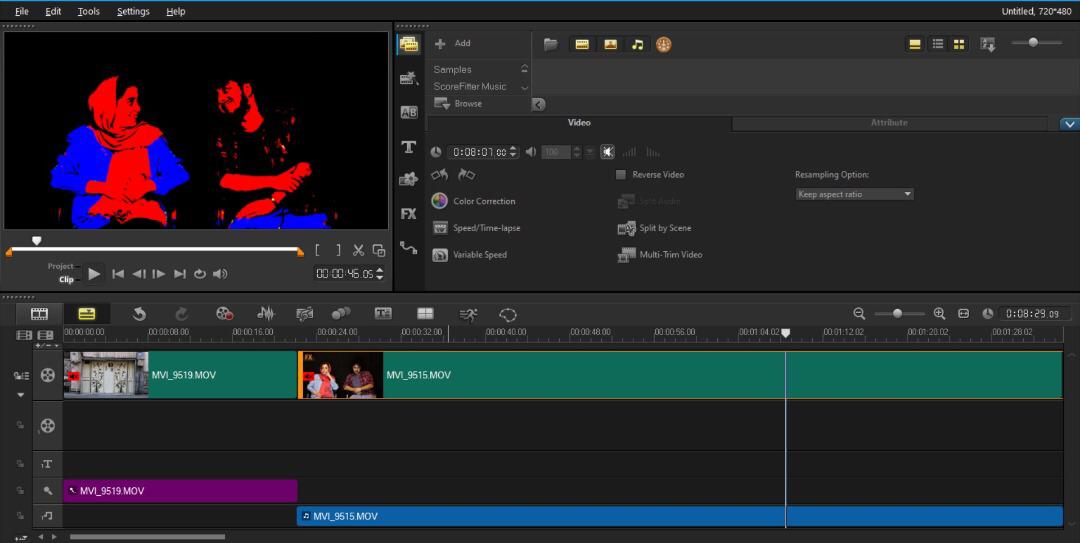 File Edit Tools Settings Help
Untitled, 720*480
Add
Samples
ScoreFitter Music
Browse
Video
Attribute
0:08:07.00
100
Reverse Video
Resampling Option:
Keep aspect ratio
Color Correction
Split Audio
Speed/Time-lapse
Split by Scene
Variable Speed
Multi-Trim Video
AB
T
FX
Project
Clip
[ ]
00:00:46.05
0:08:29.09
00:00:00.00 00:00:08.00 00:00:16.00 00:00:24.00 00:00:32.00 00:00:40.00 00:00:48.00 00:00:56.00 00:01:04.02 00:01:12.02 00:01:20.02 00:01:28.02
MVI_9519.MOV
FX
MVI_9515.MOV
1
1T
MVI_9519.MOV
MVI_9515.MOV